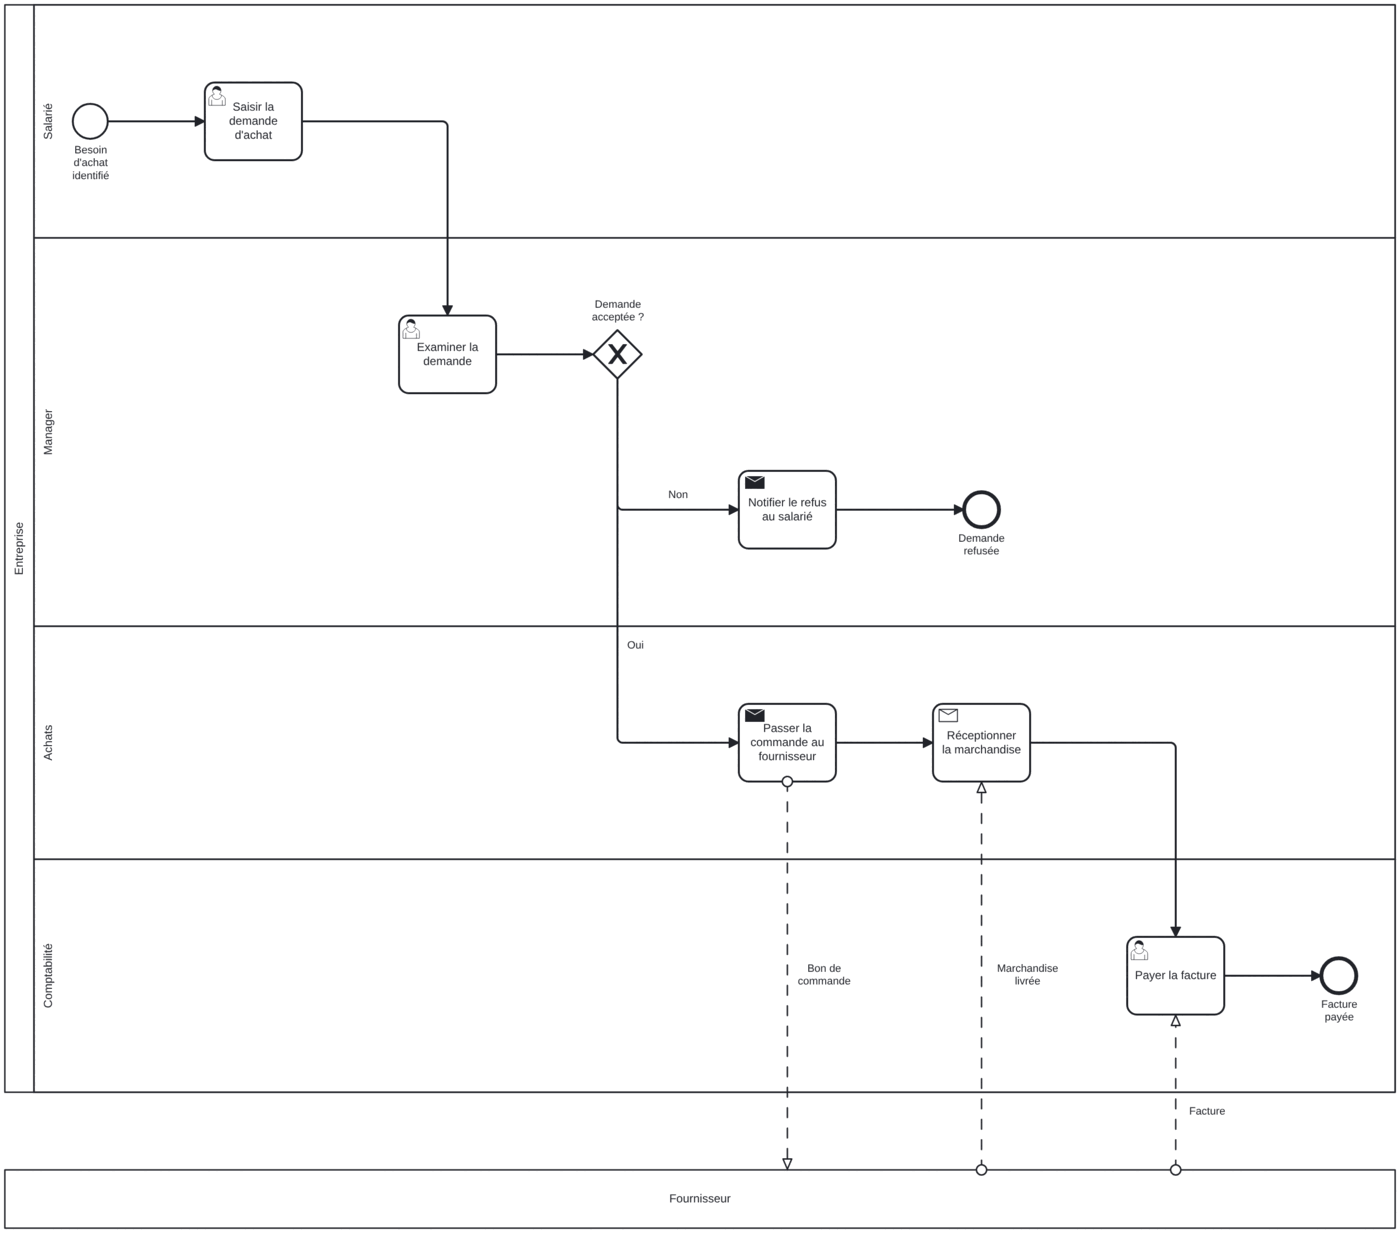 Entreprise
Salarié
Besoin
d'achat
identifié
Saisir la
demande
d'achat
Manager
Examiner la
demande
Demande
acceptée ?
Non
Notifier le refus
au salarié
Demande
refusée
Achats
Oui
Passer la
commande au
fournisseur
Réceptionner
la marchandise
Comptabilité
Bon de
commande
Marchandise
livrée
Payer la facture
Facture
payée
Facture
Fournisseur